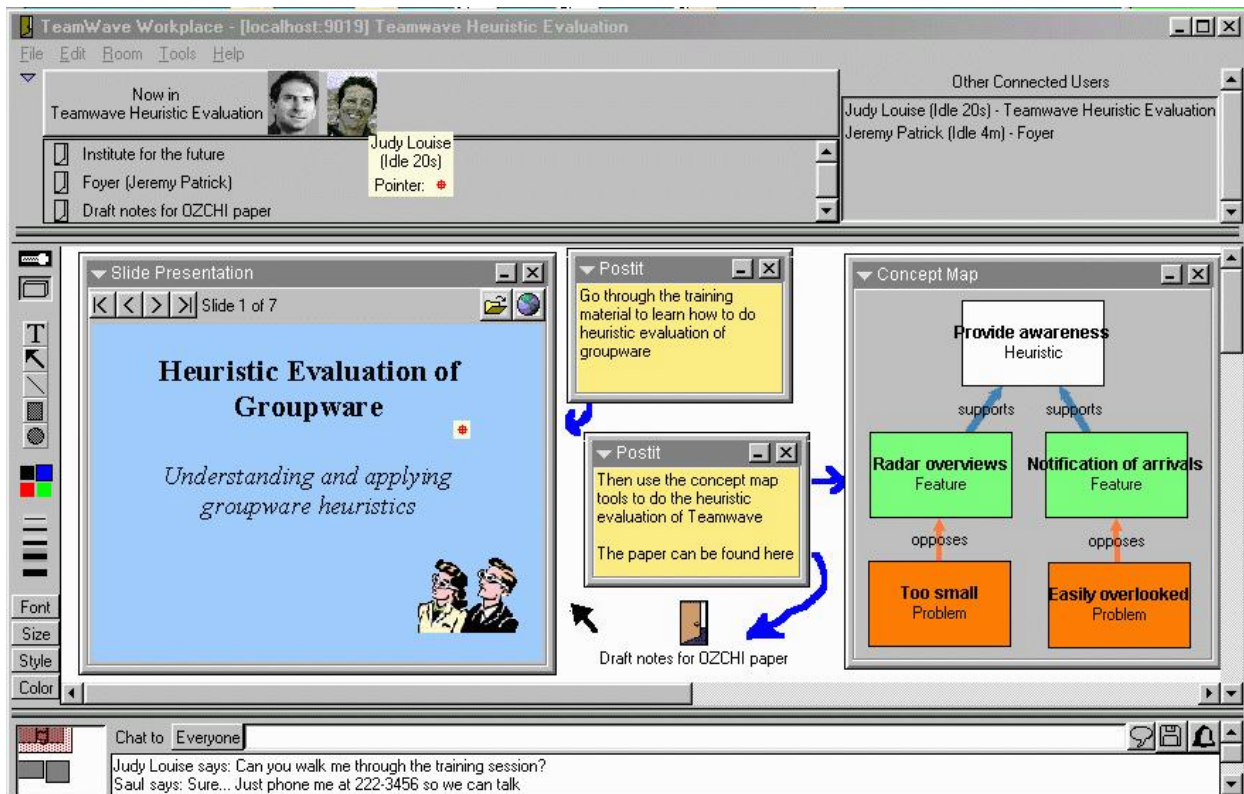 TeamWave Workplace - [localhost:9019] Teamwave Heuristic Evaluation
File Edit Room Tools Help
Now in
Teamwave Heuristic Evaluation
Judy Louise
(Idle 20s)
Pointer:
Other Connected Users
Judy Louise (Idle 20s) - Teamwave Heuristic Evaluation
Jeremy Patrick (Idle 4m) - Foyer
Institute for the future
Foyer (Jeremy Patrick)
Draft notes for OZCHI paper
Slide Presentation
Slide 1 of 7
Heuristic Evaluation of
Groupware
Understanding and applying
groupware heuristics
Postit
Go through the training
material to learn how to do
heuristic evaluation of
groupware
Postit
Then use the concept map
tools to do the heuristic
evaluation of Teamwave
The paper can be found here
Draft notes for OZCHI paper
Concept Map
Provide awareness
Heuristic
supports supports
Radar overviews
Feature
Notification of arrivals
Feature
opposes opposes
Too small
Problem
Easily overlooked
Problem
T
Font
Size
Style
Color
Chat to Everyone
Judy Louise says: Can you walk me through the training session?
Saul says: Sure... Just phone me at 222-3456 so we can talk